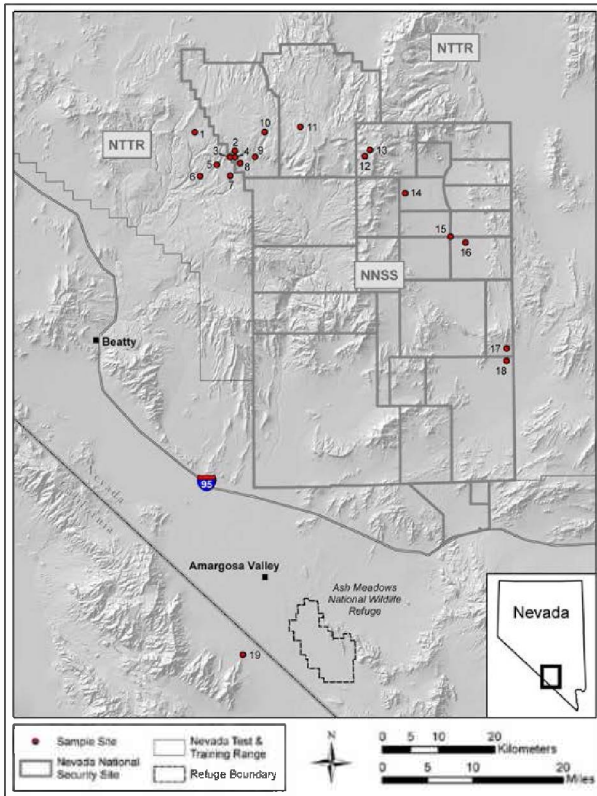 NTTR
10
11
1
2
NTTR
3
4
9
13
5
8
12
6
7
14
15
16
NNSS
17
Beatty
18
Nevada
California
95
Amargosa Valley
Ash Meadows
National Wildlife
Refuge
Nevada
19
Sample Site
Nevada National
Security Site
Nevada Test &
Training Range
Refuge Boundary
N
0 5 10 20
Kilometers
0 5 10 20
Miles